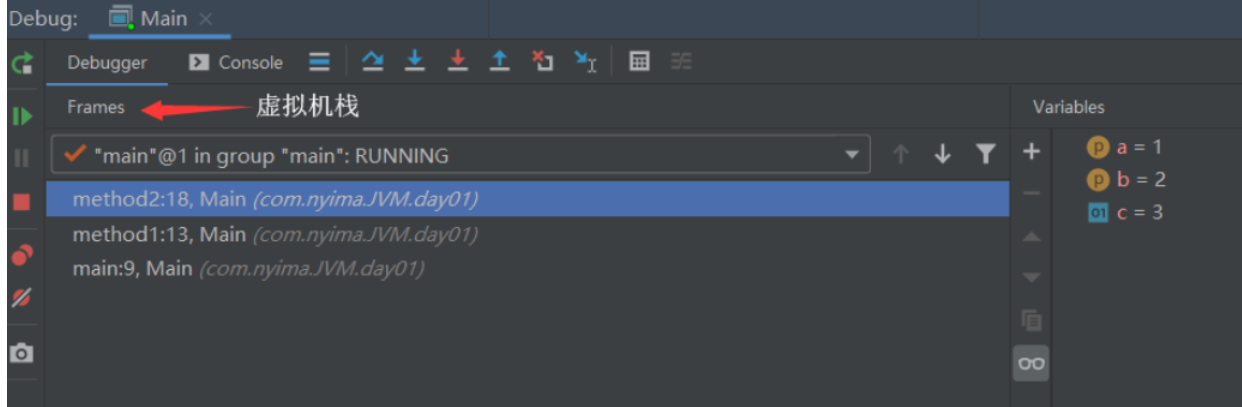 Debug: Main
Debugger Console
Frames 虚拟机栈 Variables
"main"@1 in group "main": RUNNING
p a = 1
p b = 2
01 c = 3
method2:18, Main (com.nyima.JVM.day01)
method1:13, Main (com.nyima.JVM.day01)
main:9, Main (com.nyima.JVM.day01)